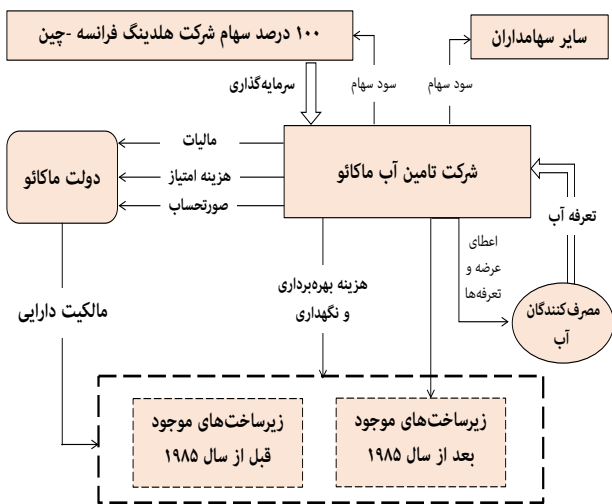 ۱۰۰ درصد سهام شرکت هلدینگ فرانسه -چین
سایر سهامداران
سرمایه‌گذاری
سود سهام
سود سهام
شرکت تامین آب ماکائو
مالیات
هزینه امتیاز
صورتحساب
دولت ماکائو
تعرفه آب
اعطای
عرضه و
تعرفه‌ها
مصرف‌کنندگان
آب
هزینه بهره‌برداری
و نگهداری
مالکیت دارایی
زیرساخت‌های موجود
بعد از سال ۱۹۸۵
زیرساخت‌های موجود
قبل از سال ۱۹۸۵